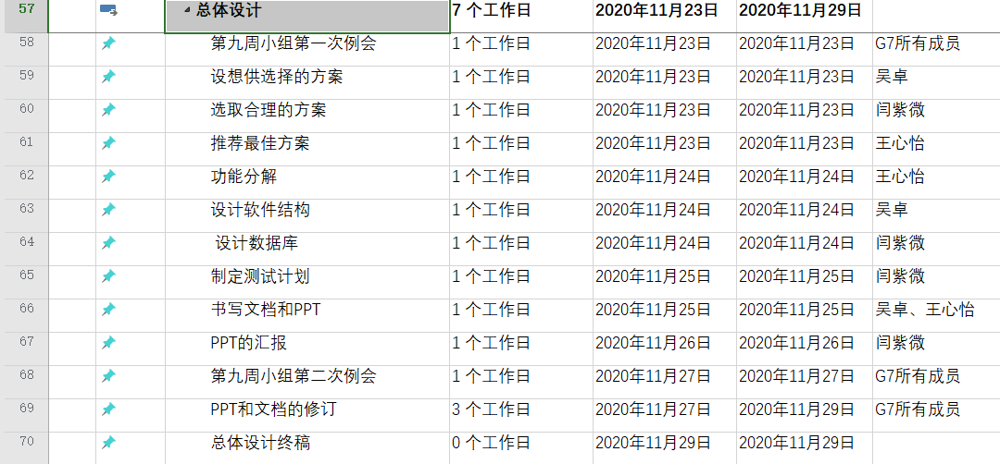 57 总体设计 7 个工作日 2020年11月23日 2020年11月29日
58 第九周小组第一次例会 1 个工作日 2020年11月23日 2020年11月23日 G7所有成员
59 设想供选择的方案 1 个工作日 2020年11月23日 2020年11月23日 吴卓
60 选取合理的方案 1 个工作日 2020年11月23日 2020年11月23日 闫紫微
61 推荐最佳方案 1 个工作日 2020年11月23日 2020年11月23日 王心怡
62 功能分解 1 个工作日 2020年11月24日 2020年11月24日 王心怡
63 设计软件结构 1 个工作日 2020年11月24日 2020年11月24日 吴卓
64 设计数据库 1 个工作日 2020年11月24日 2020年11月24日 闫紫微
65 制定测试计划 1 个工作日 2020年11月25日 2020年11月25日 闫紫微
66 书写文档和PPT 1 个工作日 2020年11月25日 2020年11月25日 吴卓、王心怡
67 PPT的汇报 1 个工作日 2020年11月26日 2020年11月26日 闫紫微
68 第九周小组第二次例会 1 个工作日 2020年11月27日 2020年11月27日 G7所有成员
69 PPT和文档的修订 3 个工作日 2020年11月27日 2020年11月29日 G7所有成员
70 总体设计终稿 0 个工作日 2020年11月29日 2020年11月29日